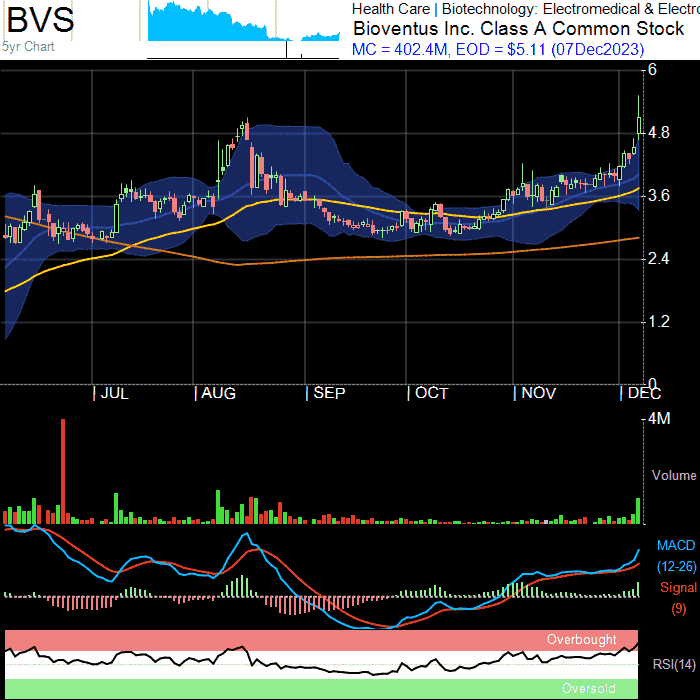 BVS
5yr Chart
Health Care | Biotechnology: Electromedical & Electro
Bioventus Inc. Class A Common Stock
MC = 402.4M, EOD = $5.11 (07Dec2023)
6
4.8
3.6
2.4
1.2
0
JUL
AUG
SEP
OCT
NOV
DEC
4M
Volume
MACD
(12-26)
Signal
(9)
Overbought
RSI(14)
Oversold